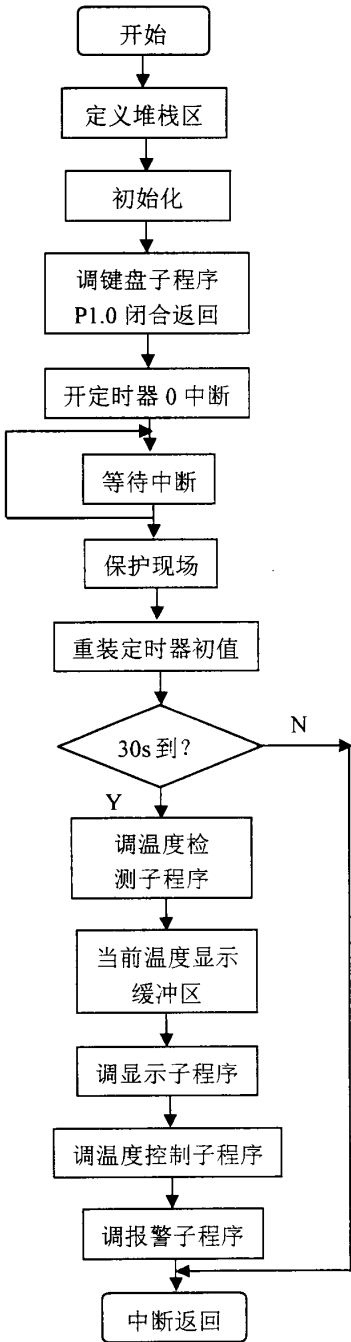 开始
定义堆栈区
初始化
调键盘子程序
P1.0 闭合返回
开定时器 0 中断
等待中断
保护现场
重装定时器初值
30s 到?
N
Y
调温度检
测子程序
当前温度显示
缓冲区
调显示子程序
调温度控制子程序
调报警子程序
中断返回